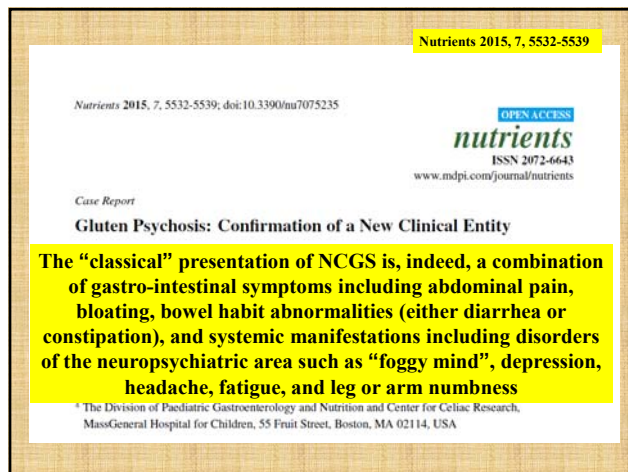 Nutrients 2015, 7, 5532-5539
Nutrients 2015, 7, 5532-5539; doi:10.3390/nu7075235
OPEN ACCESS
nutrients
ISSN 2072-6643
www.mdpi.com/journal/nutrients
Case Report
Gluten Psychosis: Confirmation of a New Clinical Entity
The “classical” presentation of NCGS is, indeed, a combination
of gastro-intestinal symptoms including abdominal pain,
bloating, bowel habit abnormalities (either diarrhea or
constipation), and systemic manifestations including disorders
of the neuropsychiatric area such as “foggy mind”, depression,
headache, fatigue, and leg or arm numbness
The Division of Paediatric Gastroenterology and Nutrition and Center for Celiac Research,
MassGeneral Hospital for Children, 55 Fruit Street, Boston, MA 02114, USA